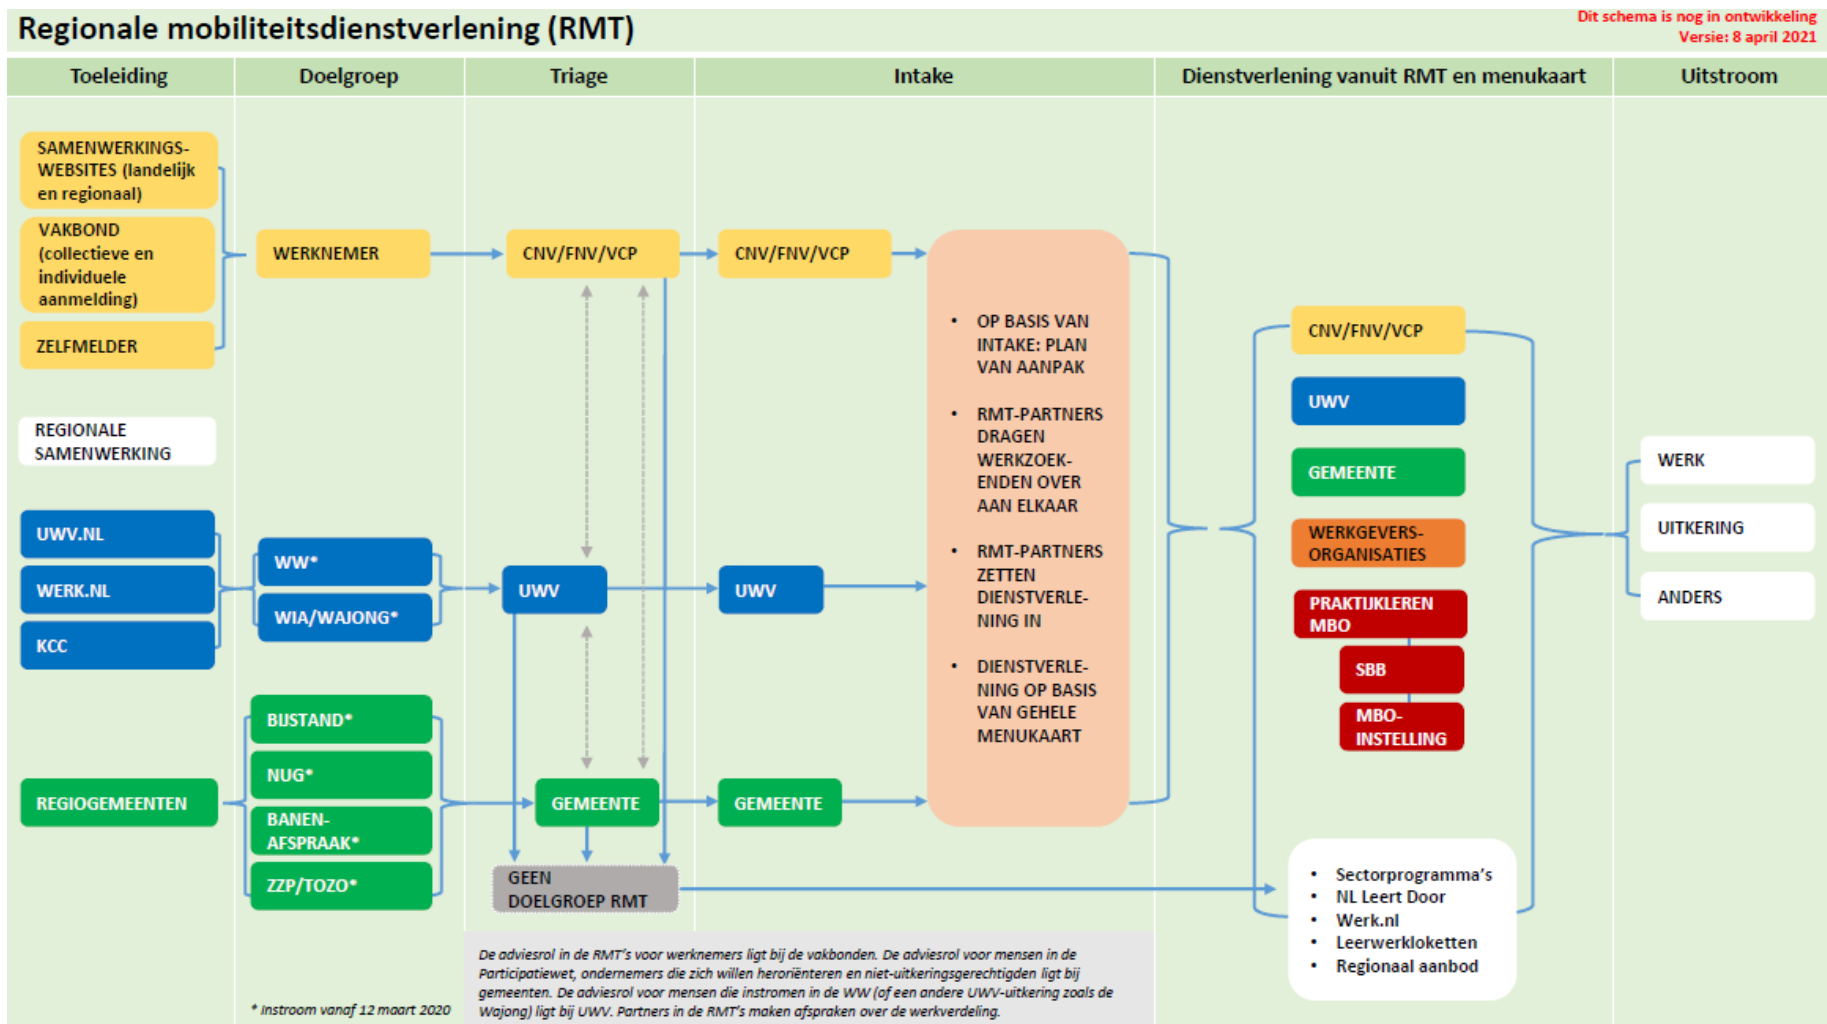 Regionale mobiliteitsdienstverlening (RMT)
Dit schema is nog in ontwikkeling
Versie: 8 april 2021
Toeleiding
Doelgroep
Triage
Intake
Dienstverlening vanuit RMT en menukaart
Uitstroom
SAMENWERKINGS-
WEBSITES (landelijk
en regionaal)
VAKBOND
(collectieve en
individuele
aanmelding)
ZELFMELDER
REGIONALE
SAMENWERKING
UWV.NL
WERK.NL
KCC
REGIOGEMEENTEN
WERKNEMER
WW*
WIA/WAJONG*
BIJSTAND*
NUG*
BANEN-
AFSPRAAK*
ZZP/TOZO*
* Instroom vanaf 12 maart 2020
CNV/FNV/VCP
UWV
GEMEENTE
GEEN
DOELGROEP RMT
CNV/FNV/VCP
UWV
GEMEENTE
• OP BASIS VAN
INTAKE: PLAN
VAN AANPAK
• RMT-PARTNERS
DRAGEN
WERKZOEK-
ENDEN OVER
AAN ELKAAR
• RMT-PARTNERS
ZETTEN
DIENSTVERLE-
NING IN
• DIENSTVERLE-
NING OP BASIS
VAN GEHELE
MENUKAART
De adviesrol in de RMT's voor werknemers ligt bij de vakbonden. De adviesrol voor mensen in de
Participatiewet, ondernemers die zich willen heroriënteren en niet-uitkeringsgerechtigden ligt bij
gemeenten. De adviesrol voor mensen die instromen in de WW (of een andere UWV-uitkering zoals de
Wajong) ligt bij UWV. Partners in de RMT's maken afspraken over de werkverdeling.
CNV/FNV/VCP
UWV
GEMEENTE
WERKGEVERS-
ORGANISATIES
PRAKTIJKLEREN
MBO
SBB
MBO-
INSTELLING
• Sectorprogramma's
• NL Leert Door
• Werk.nl
• Leerwerkloketten
• Regionaal aanbod
WERK
UITKERING
ANDERS